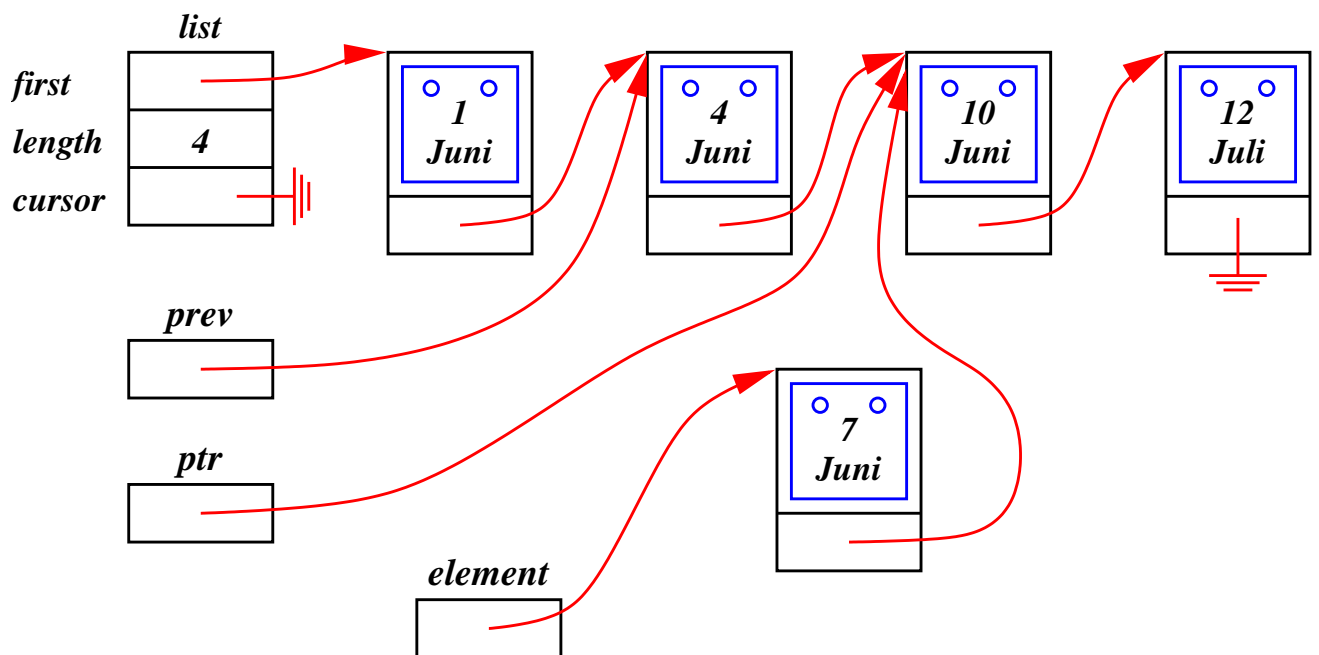 list
first
length
4
cursor
1
Juni
4
Juni
10
Juni
12
Juli
prev
ptr
7
Juni
element